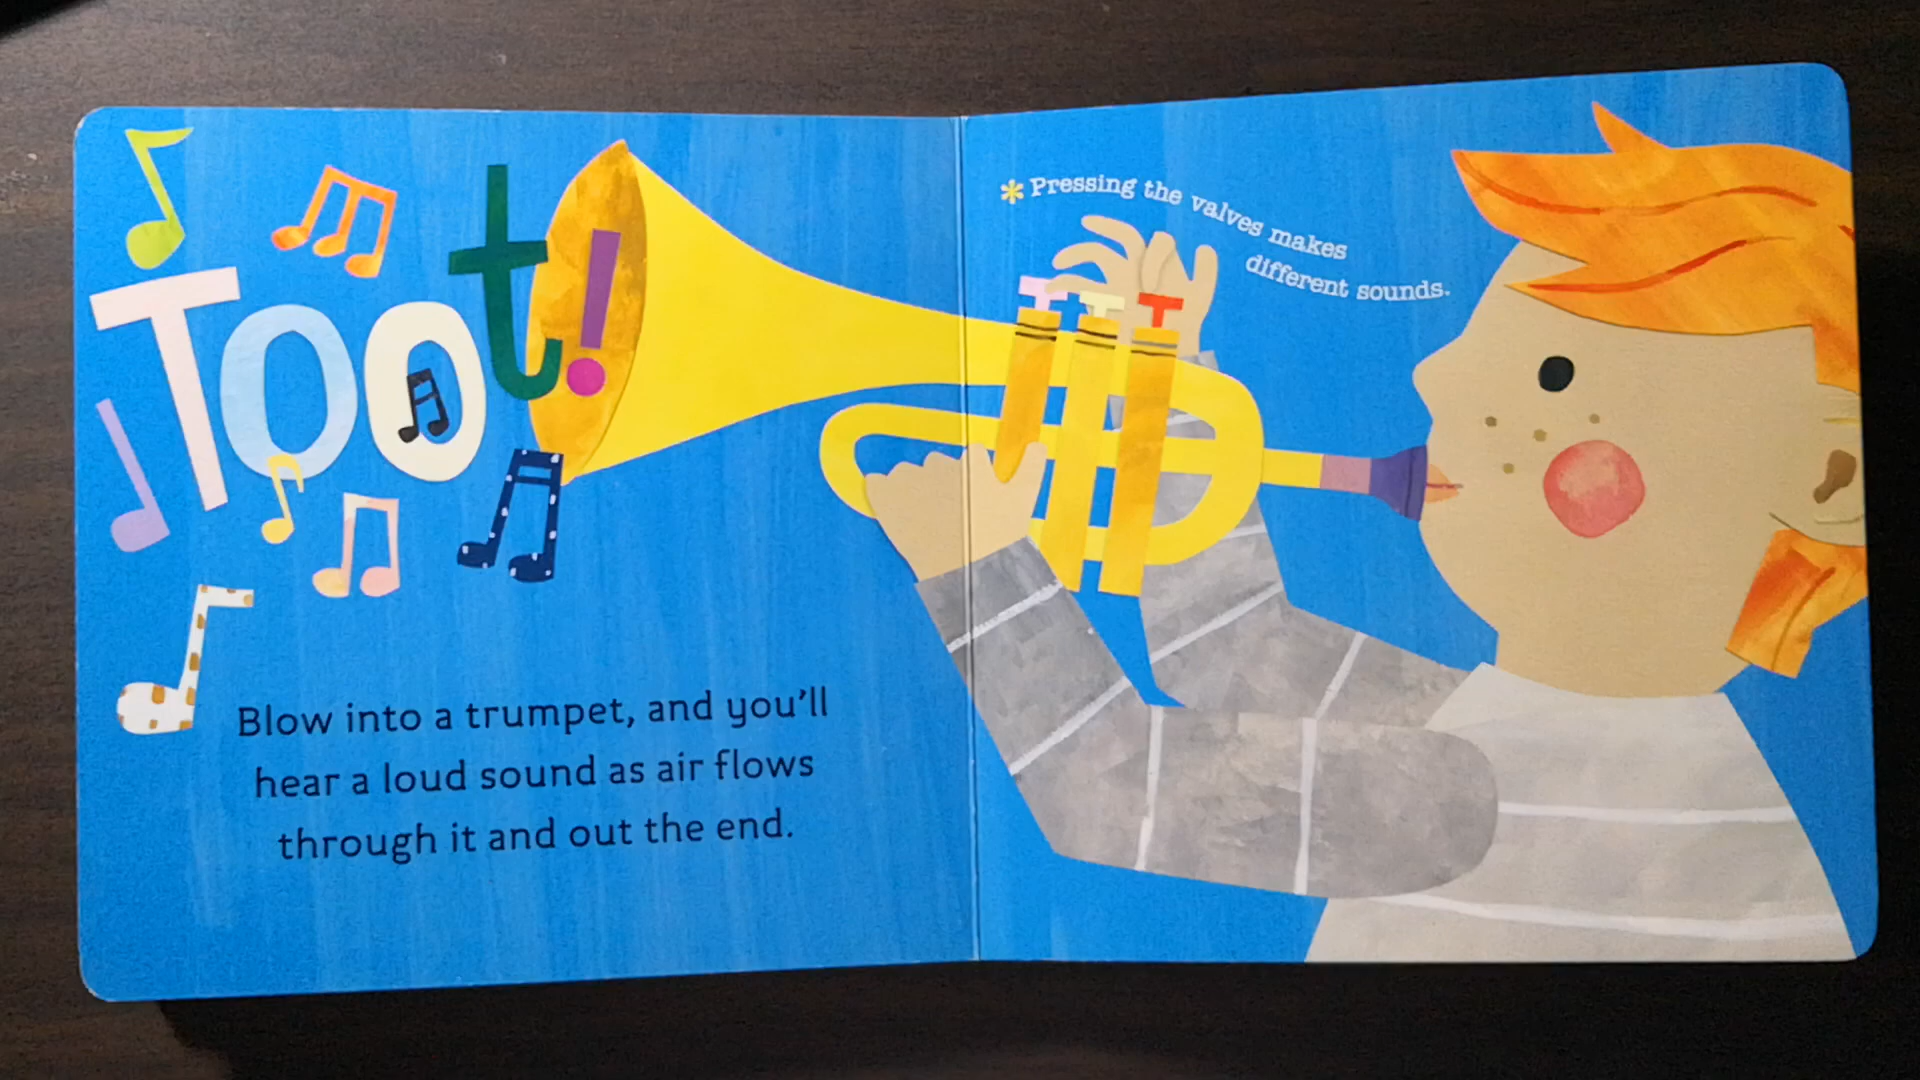 Toot!
Blow into a trumpet, and you'll
hear a loud sound as air flows
through it and out the end.
*Pressing the valves makes
different sounds.